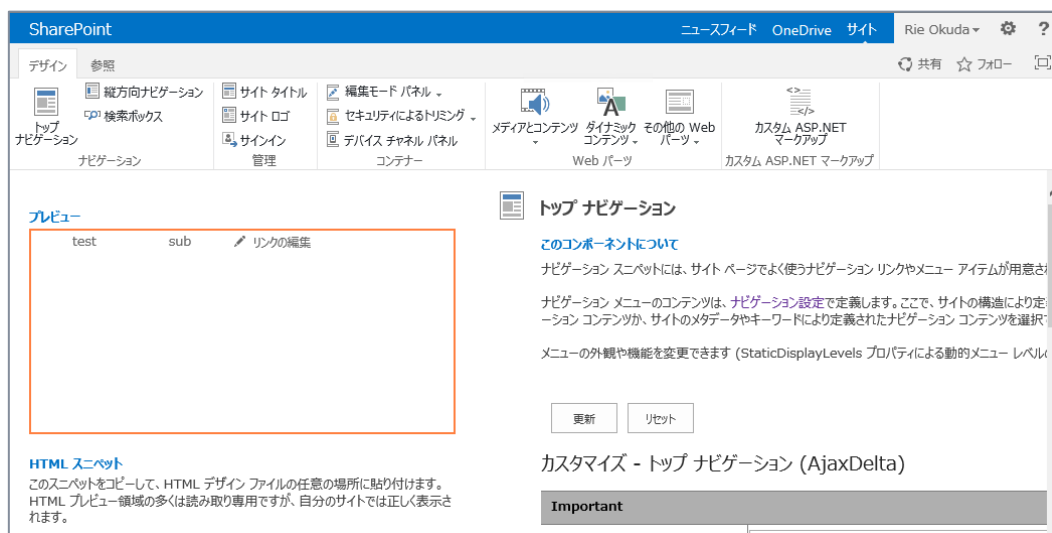 SharePoint ニュースフィード OneDrive サイト Rie Okuda ?
デザイン 参照 共有 フォロー
トップ
ナビゲーション
縦方向ナビゲーション
検索ボックス
ナビゲーション
サイト タイトル
サイト ロゴ
サインイン
管理
編集モード パネル
セキュリティによるトリミング
デバイス チャネル パネル
コンテナー
メディアとコンテンツ
ダイナミック
コンテンツ
その他の Web
パーツ
Web パーツ
カスタム ASP.NET
マークアップ
カスタム ASP.NET マークアップ
プレビュー
test sub リンクの編集
HTML スニペット
このスニペットをコピーして、HTML デザイン ファイルの任意の場所に貼り付けます。
HTML プレビュー領域の多くは読み取り専用ですが、自分のサイトでは正しく表示さ
れます。
トップ ナビゲーション
このコンポーネントについて
ナビゲーション スニペットには、サイト ページでよく使うナビゲーション リンクやメニュー アイテムが用意さ
ナビゲーション メニューのコンテンツは、ナビゲーション設定で定義します。ここで、サイトの構造により定
ーション コンテンツか、サイトのメタデータやキーワードにより定義されたナビゲーション コンテンツを選択
メニューの外観や機能を変更できます (StaticDisplayLevels プロパティによる動的メニュー レベル
更新 リセット
カスタマイズ - トップ ナビゲーション (AjaxDelta)
Important